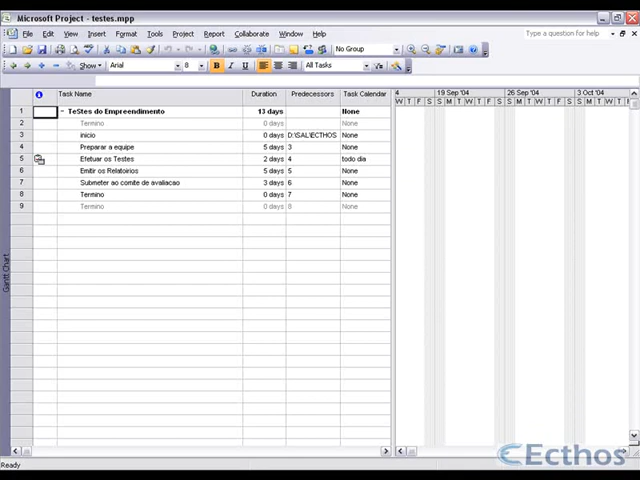 Microsoft Project - testes.mpp
File Edit View Insert Format Tools Project Report Collaborate Window Help
Type a question for help
No Group
Show Arial 8 B I U All Tasks
Task Name Duration Predecessors Task Calendar
4 19 Sep '04 26 Sep '04 3 Oct '04
W T F S S M T W T F S S M T W T F S S M T W T F S
1 TeStes do Empreendimento 13 days None
2 Termino 0 days None
3 inicio 0 days D:\SAL\ECTHOS None
4 Preparar a equipe 5 days 3 None
5 Efetuar os Testes 2 days 4 todo dia
6 Emitir os Relatoirios 5 days 5 None
7 Submeter ao comite de avaliacao 3 days 6 None
8 Termino 0 days 7 None
9 Termino 0 days 8 None
Gantt Chart
Ecthos
Ready